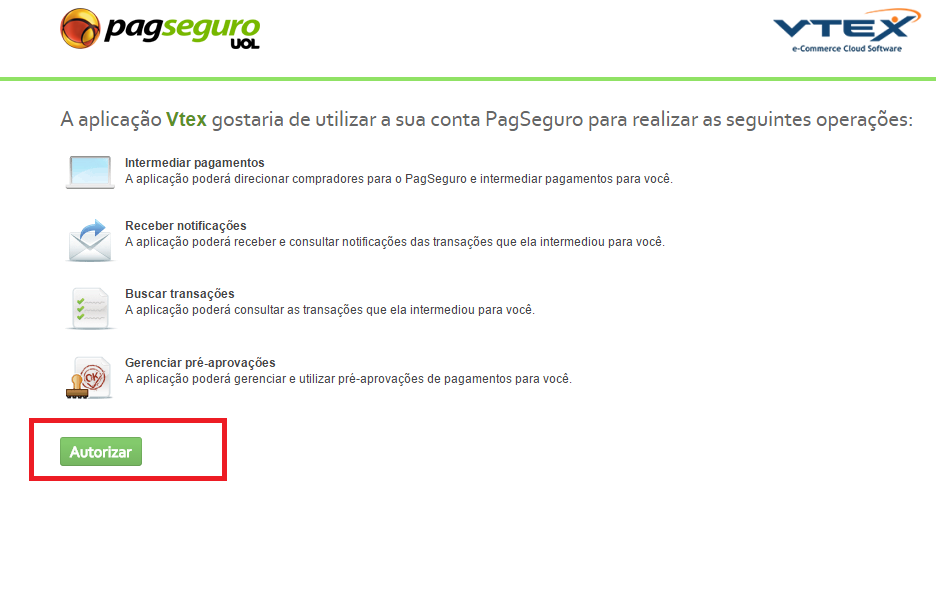 pagseguro
UOL
VTEX
e-Commerce Cloud Software
A aplicação Vtex gostaria de utilizar a sua conta PagSeguro para realizar as seguintes operações:
Intermediar pagamentos
A aplicação poderá direcionar compradores para o PagSeguro e intermediar pagamentos para você.
Receber notificações
A aplicação poderá receber e consultar notificações das transações que ela intermediou para você.
Buscar transações
A aplicação poderá consultar as transações que ela intermediou para você.
OK
Gerenciar pré-aprovações
A aplicação poderá gerenciar e utilizar pré-aprovações de pagamentos para você.
Autorizar